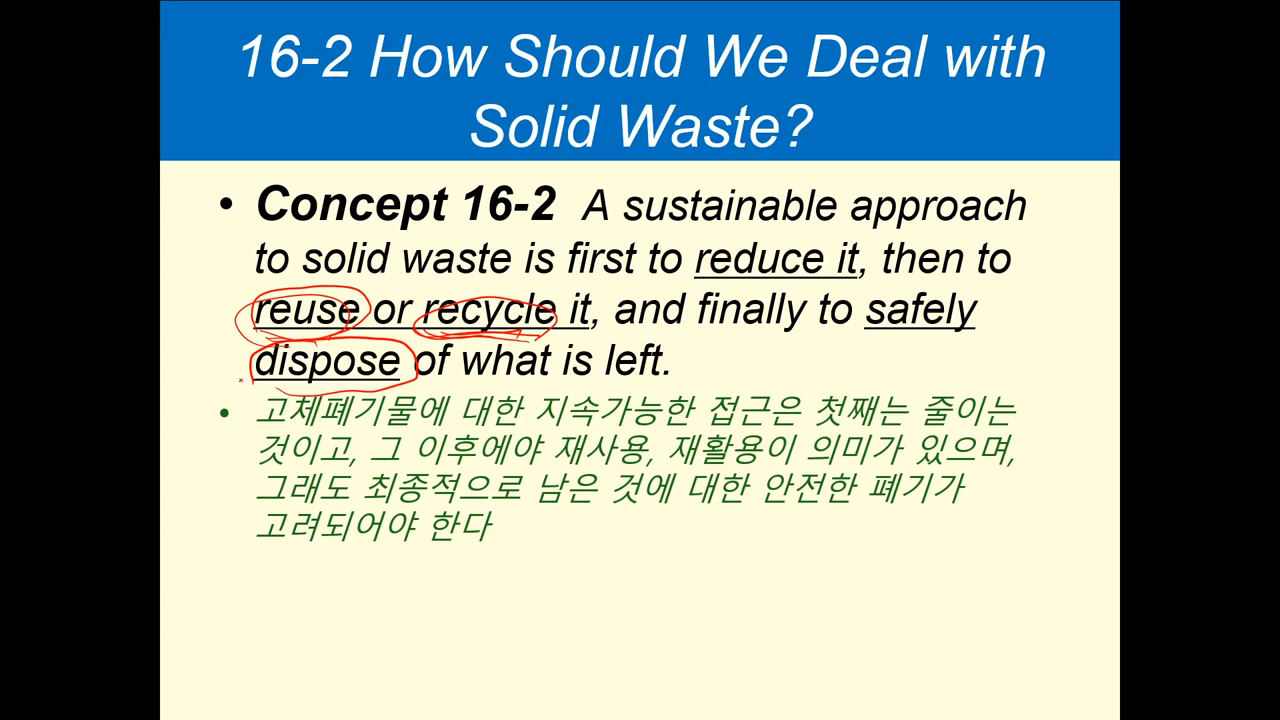 16-2 How Should We Deal with
Solid Waste?
• Concept 16-2 A sustainable approach
to solid waste is first to reduce it, then to
reuse or recycle it, and finally to safely
dispose of what is left.
• 고체폐기물에 대한 지속가능한 접근은 첫째는 줄이는
것이고, 그 이후에야 재사용, 재활용이 의미가 있으며,
그래도 최종적으로 남은 것에 대한 안전한 폐기가
고려되어야 한다